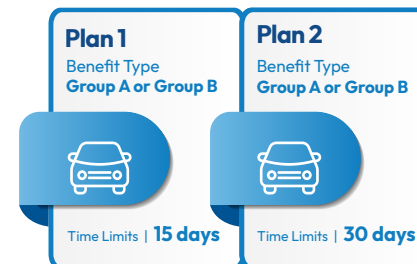 Plan 1
Benefit Type
Group A or Group B
Time Limits | 15 days
Plan 2
Benefit Type
Group A or Group B
Time Limits | 30 days